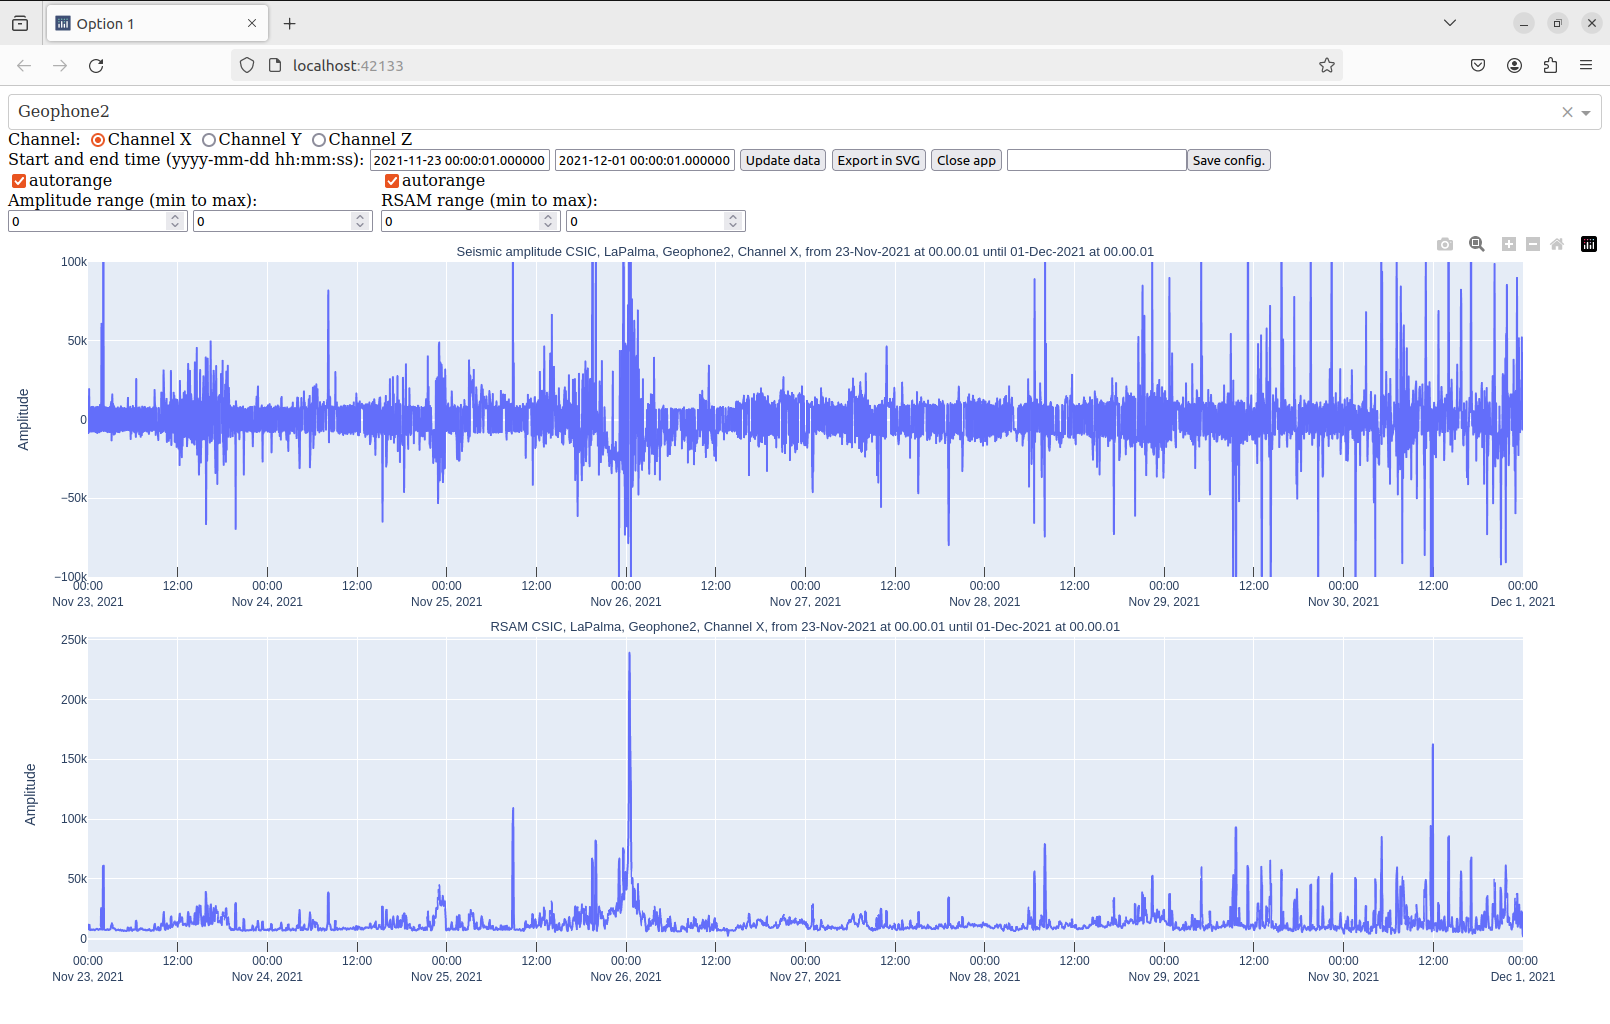 Option 1
localhost:42133
Geophone2
Channel: Channel X Channel Y Channel Z
Start and end time (yyyy-mm-dd hh:mm:ss): 2021-11-23 00:00:01.000000 2021-12-01 00:00:01.000000 Update data Export in SVG Close app Save config.
autorange autorange
Amplitude range (min to max): RSAM range (min to max):
0 0 0 0
Seismic amplitude CSIC, LaPalma, Geophone2, Channel X, from 23-Nov-2021 at 00.00.01 until 01-Dec-2021 at 00.00.01
Amplitude
100k
50k
0
−50k
−100k
00:00 12:00 00:00 12:00 00:00 12:00 00:00 12:00 00:00 12:00 00:00 12:00 00:00 12:00 00:00 12:00 00:00
Nov 23, 2021 Nov 24, 2021 Nov 25, 2021 Nov 26, 2021 Nov 27, 2021 Nov 28, 2021 Nov 29, 2021 Nov 30, 2021 Dec 1, 2021
RSAM CSIC, LaPalma, Geophone2, Channel X, from 23-Nov-2021 at 00.00.01 until 01-Dec-2021 at 00.00.01
Amplitude
250k
200k
150k
100k
50k
0
00:00 12:00 00:00 12:00 00:00 12:00 00:00 12:00 00:00 12:00 00:00 12:00 00:00 12:00 00:00 12:00 00:00
Nov 23, 2021 Nov 24, 2021 Nov 25, 2021 Nov 26, 2021 Nov 27, 2021 Nov 28, 2021 Nov 29, 2021 Nov 30, 2021 Dec 1, 2021